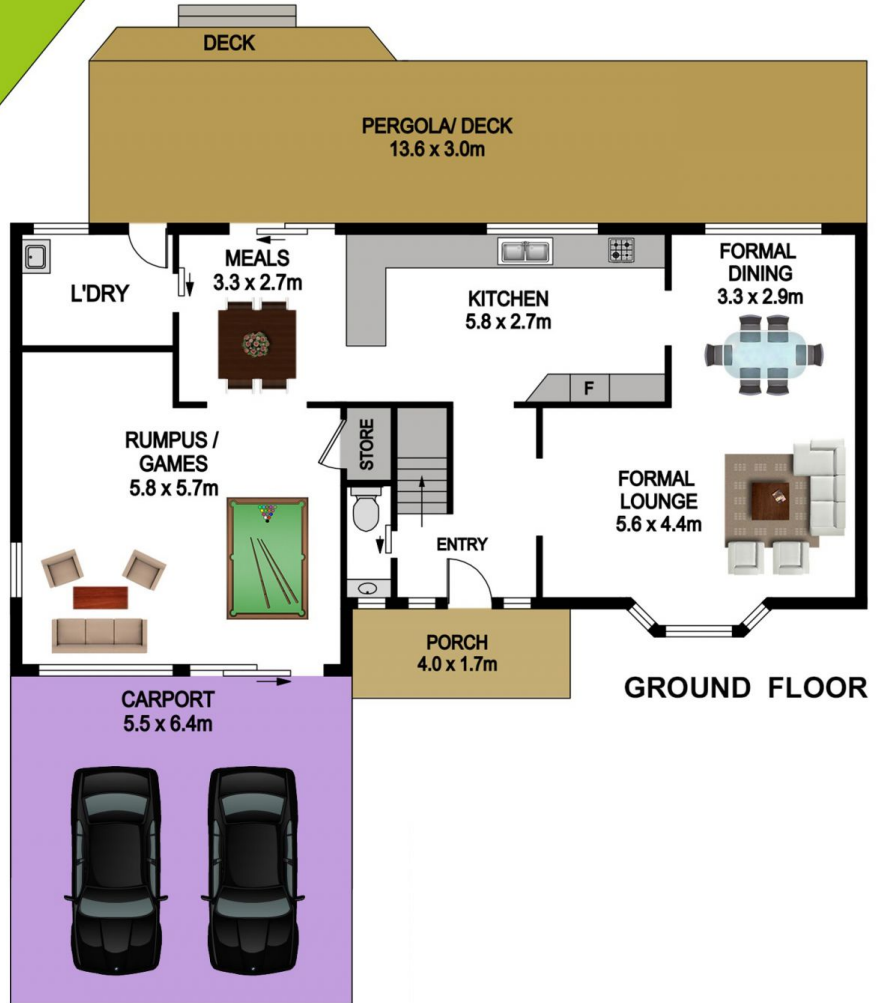 DECK
PERGOLA/ DECK
13.6 x 3.0m
L'DRY
MEALS
3.3 x 2.7m
KITCHEN
5.8 x 2.7m
FORMAL
DINING
3.3 x 2.9m
F
RUMPUS /
GAMES
5.8 x 5.7m
STORE
ENTRY
FORMAL
LOUNGE
5.6 x 4.4m
PORCH
4.0 x 1.7m
GROUND FLOOR
CARPORT
5.5 x 6.4m